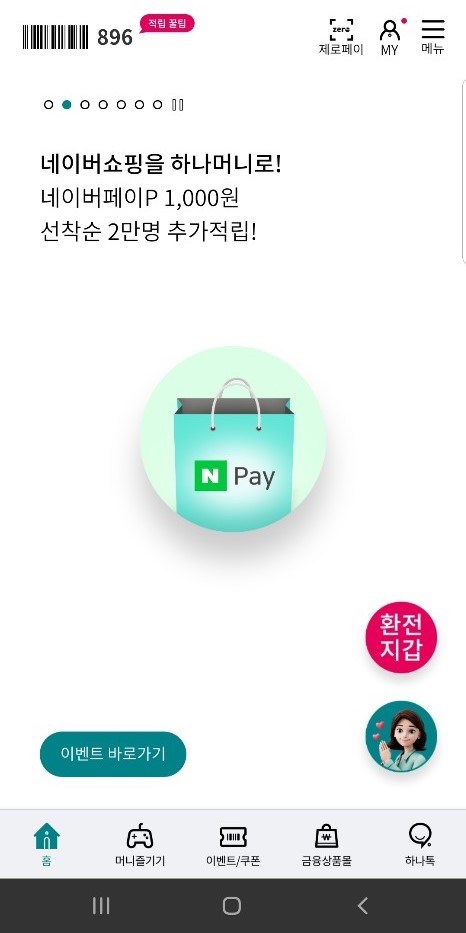 적립 꿀팁
896
zero
제로페이
MY
메뉴
네이버쇼핑을 하나머니로!
네이버페이P 1,000원
선착순 2만명 추가적립!
N Pay
환전
지갑
이벤트 바로가기
홈
머니즐기기
이벤트/쿠폰
₩
금융상품몰
하나톡